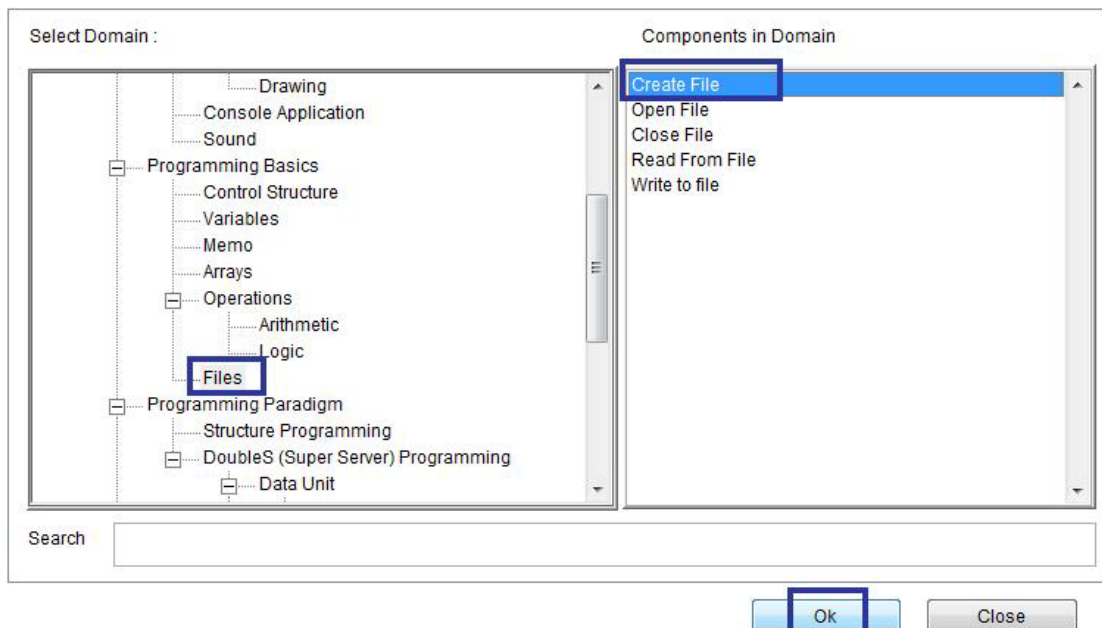 Select Domain :
Components in Domain
Drawing
Console Application
Sound
Programming Basics
Control Structure
Variables
Memo
Arrays
Operations
Arithmetic
Logic
Files
Programming Paradigm
Structure Programming
DoubleS (Super Server) Programming
Data Unit
Create File
Open File
Close File
Read From File
Write to file
Search
Ok
Close